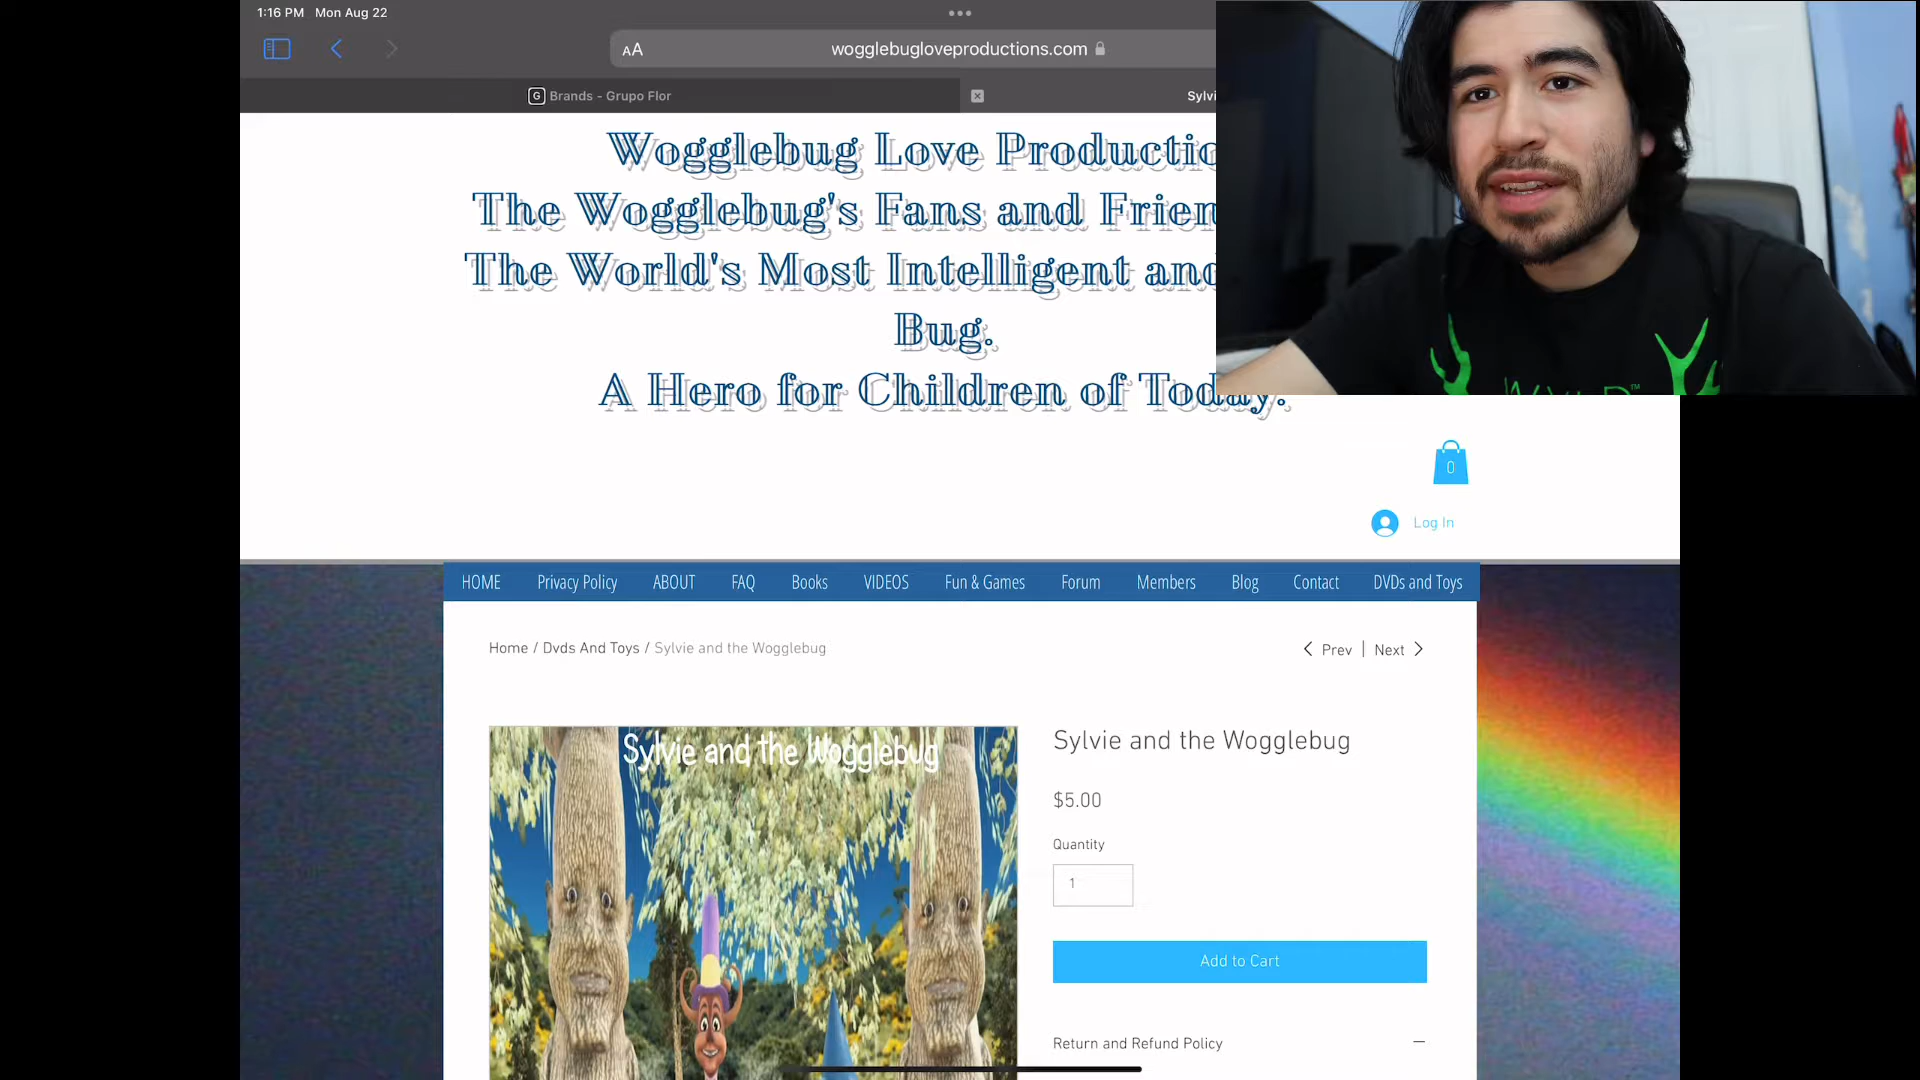 1:16 PM Mon Aug 22
AA
wogglebugloveproductions.com
G Brands - Grupo Flor
Sylvi
Wogglebug Love Productio
The Wogglebug's Fans and Frien
The World's Most Intelligent and
Bug.
A Hero for Children of Today.
WYLD™
0
Log In
HOME Privacy Policy ABOUT FAQ Books VIDEOS Fun & Games Forum Members Blog Contact DVDs and Toys
Home / Dvds And Toys / Sylvie and the Wogglebug
Prev | Next
Sylvie and the Wogglebug
Sylvie and the Wogglebug
$5.00
Quantity
1
Add to Cart
Return and Refund Policy